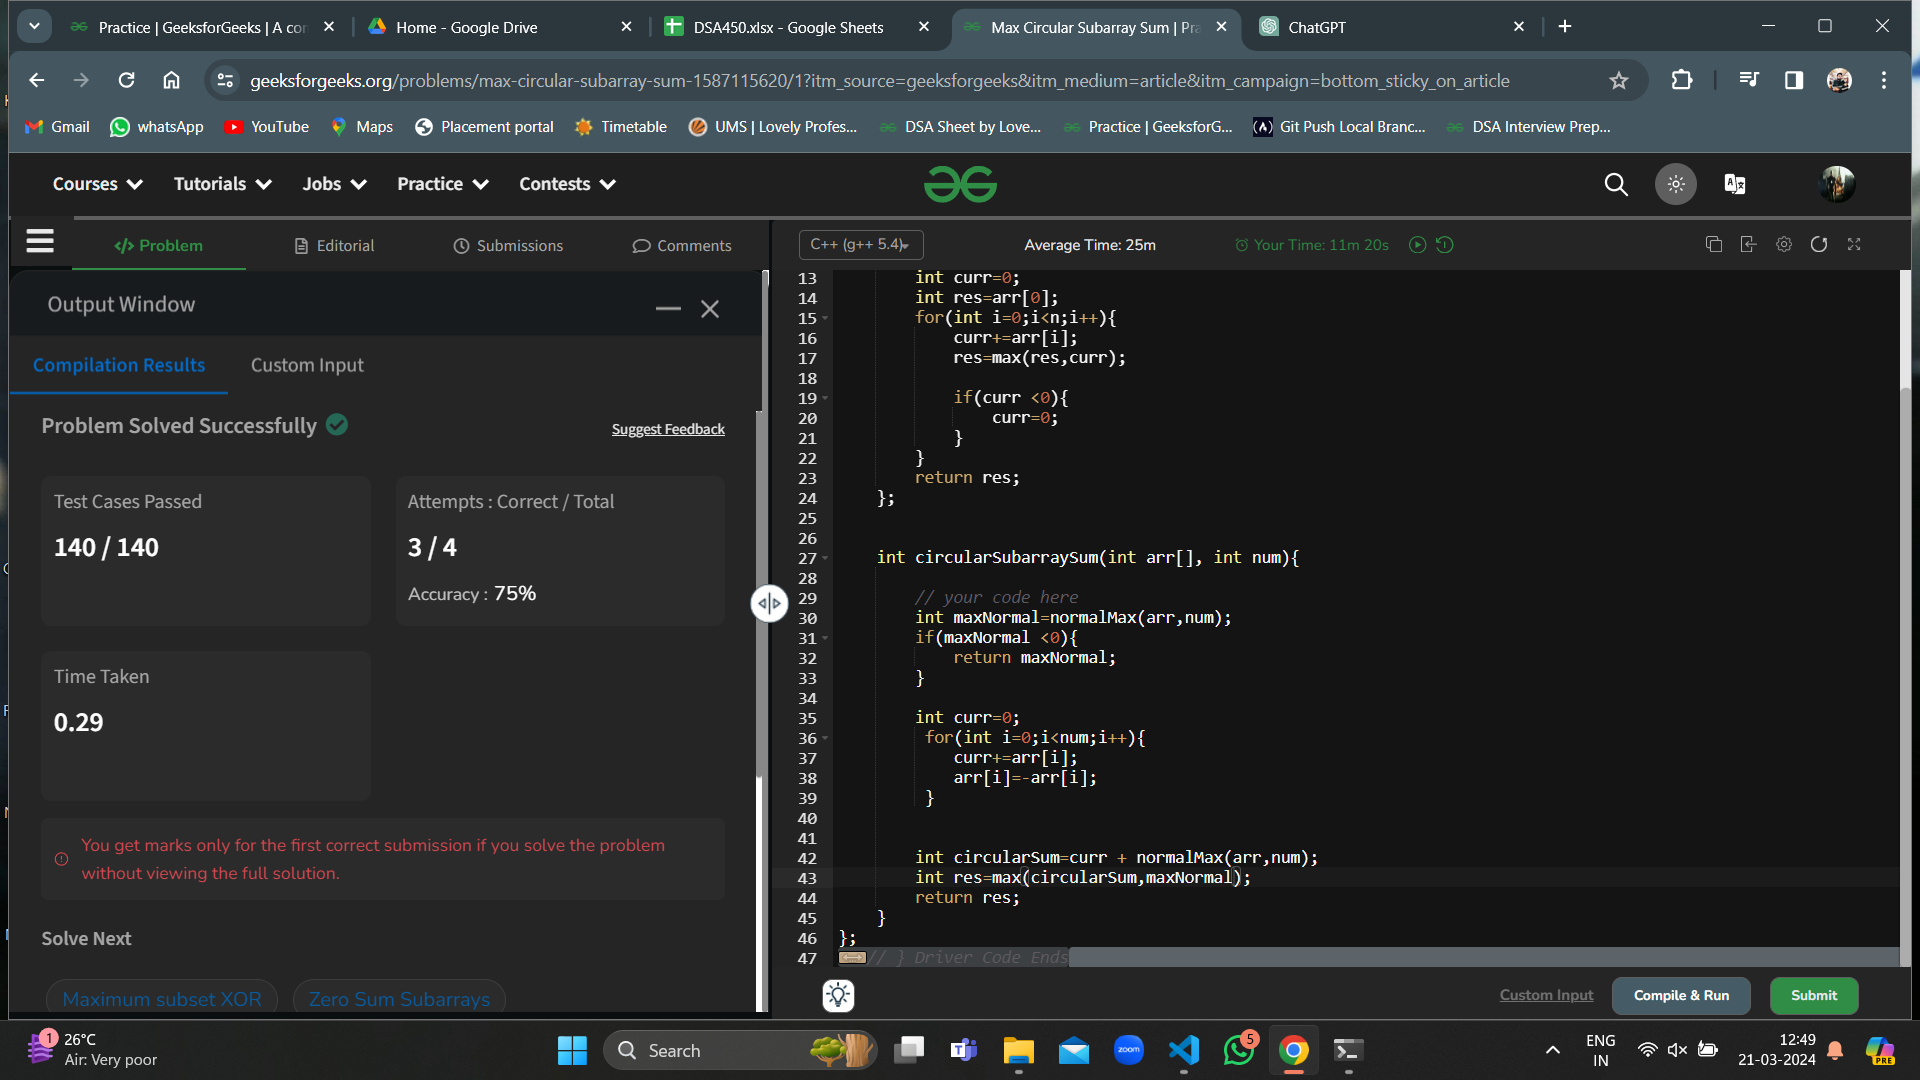 Practice | GeeksforGeeks | A con
Home - Google Drive
DSA450.xlsx - Google Sheets
Max Circular Subarray Sum | Pra
ChatGPT
geeksforgeeks.org/problems/max-circular-subarray-sum-1587115620/1?itm_source=geeksforgeeks&itm_medium=article&itm_campaign=bottom_sticky_on_article
Gmail
whatsApp
YouTube
Maps
Placement portal
Timetable
UMS | Lovely Profes...
DSA Sheet by Love...
Practice | GeeksforG...
Git Push Local Branc...
DSA Interview Prep...
Courses
Tutorials
Jobs
Practice
Contests
Problem
Editorial
Submissions
Comments
C++ (g++ 5.4)
Average Time: 25m
Your Time: 11m 20s
Output Window
Compilation Results
Custom Input
Problem Solved Successfully
Suggest Feedback
Test Cases Passed
140 / 140
Attempts : Correct / Total
3 / 4
Accuracy : 75%
Time Taken
0.29
You get marks only for the first correct submission if you solve the problem
without viewing the full solution.
Solve Next
Maximum subset XOR
Zero Sum Subarrays
13 int curr=0;
14 int res=arr[0];
15 for(int i=0;i<n;i++){
16 curr+=arr[i];
17 res=max(res,curr);
18
19 if(curr <0){
20 curr=0;
21 }
22 }
23 return res;
24 };
25
26
27 int circularSubarraySum(int arr[], int num){
28
29 // your code here
30 int maxNormal=normalMax(arr,num);
31 if(maxNormal <0){
32 return maxNormal;
33 }
34
35 int curr=0;
36 for(int i=0;i<num;i++){
37 curr+=arr[i];
38 arr[i]=-arr[i];
39 }
40
41
42 int circularSum=curr + normalMax(arr,num);
43 int res=max(circularSum,maxNormal);
44 return res;
45 }
46 };
47 // } Driver Code Ends
Custom Input
Compile & Run
Submit
1
26°C
Air: Very poor
Search
zoom
5
ENG
IN
12:49
21-03-2024
PRE